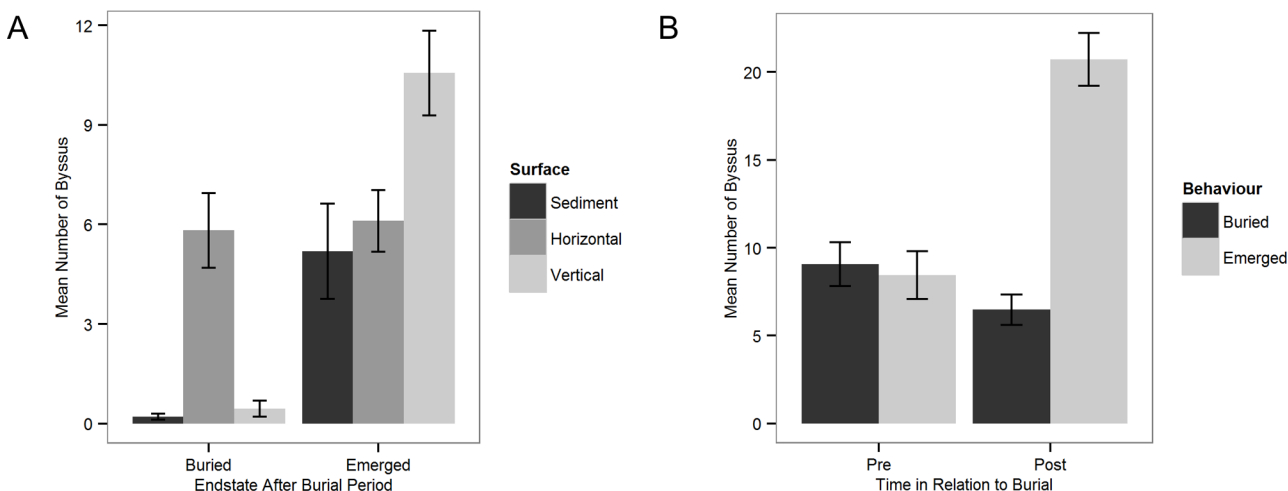 A
Mean Number of Byssus
12
9
6
3
0
Buried
Emerged
Endstate After Burial Period
Surface
Sediment
Horizontal
Vertical
B
Mean Number of Byssus
20
15
10
5
0
Pre
Post
Time in Relation to Burial
Behaviour
Buried
Emerged